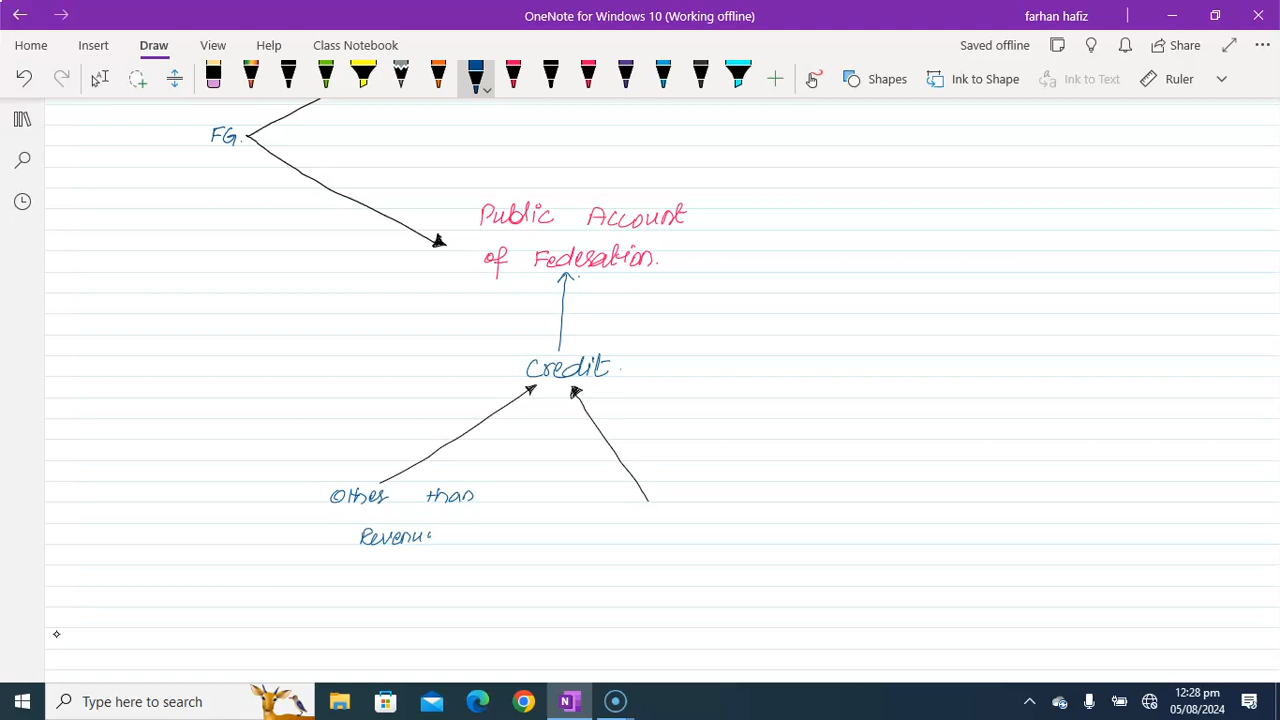 OneNote for Windows 10 (Working offline)
farhan hafiz
Home Insert Draw View Help Class Notebook
Saved offline Share
Shapes Ink to Shape Ink to Text Ruler
FG.
Public Account
of Federation.
Credit.
Other than
Revenue
Type here to search
12:28 pm
05/08/2024